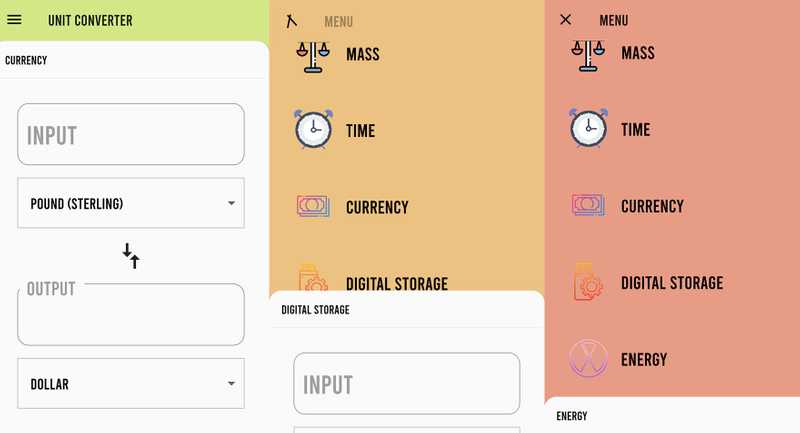 UNIT CONVERTER
CURRENCY
INPUT
POUND (STERLING)
OUTPUT
DOLLAR
MENU
MASS
TIME
CURRENCY
DIGITAL STORAGE
DIGITAL STORAGE
INPUT
MENU
MASS
TIME
CURRENCY
DIGITAL STORAGE
ENERGY
ENERGY